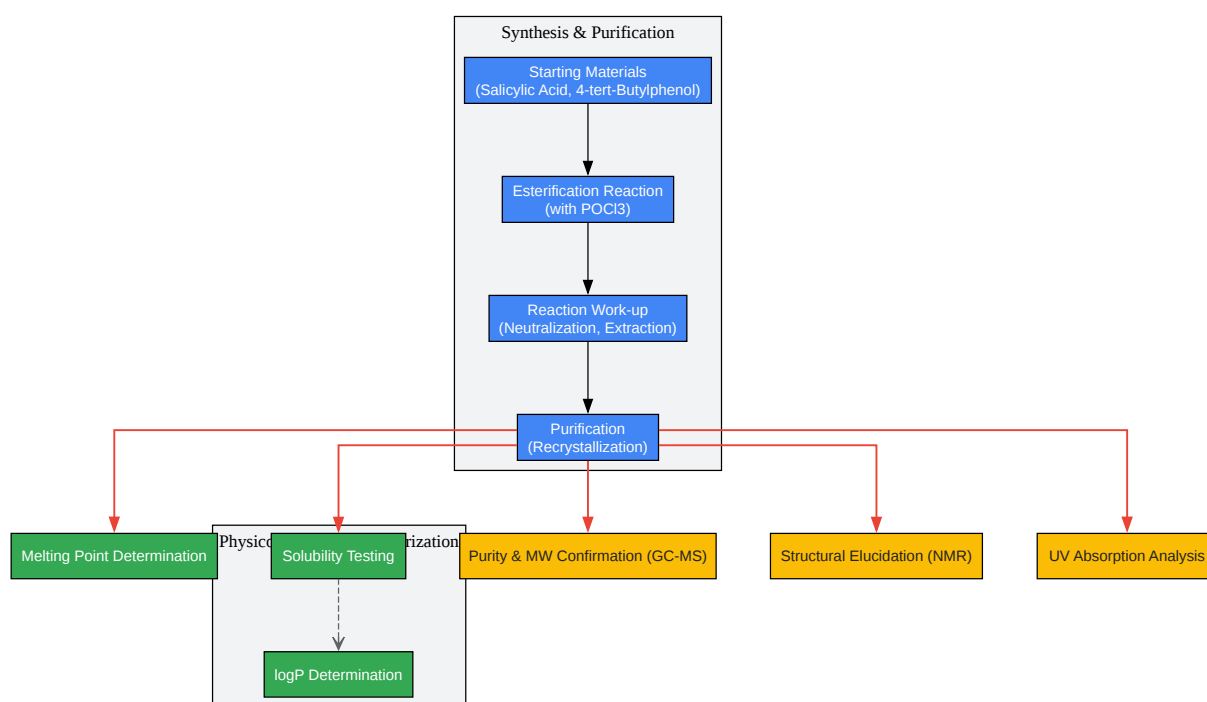 Synthesis & Purification
Starting Materials
(Salicylic Acid, 4-tert-Butylphenol)
Esterification Reaction
(with POCl3)
Reaction Work-up
(Neutralization, Extraction)
Purification
(Recrystallization)
Melting Point Determination
Solubility Testing
Purity & MW Confirmation (GC-MS)
Structural Elucidation (NMR)
UV Absorption Analysis
logP Determination